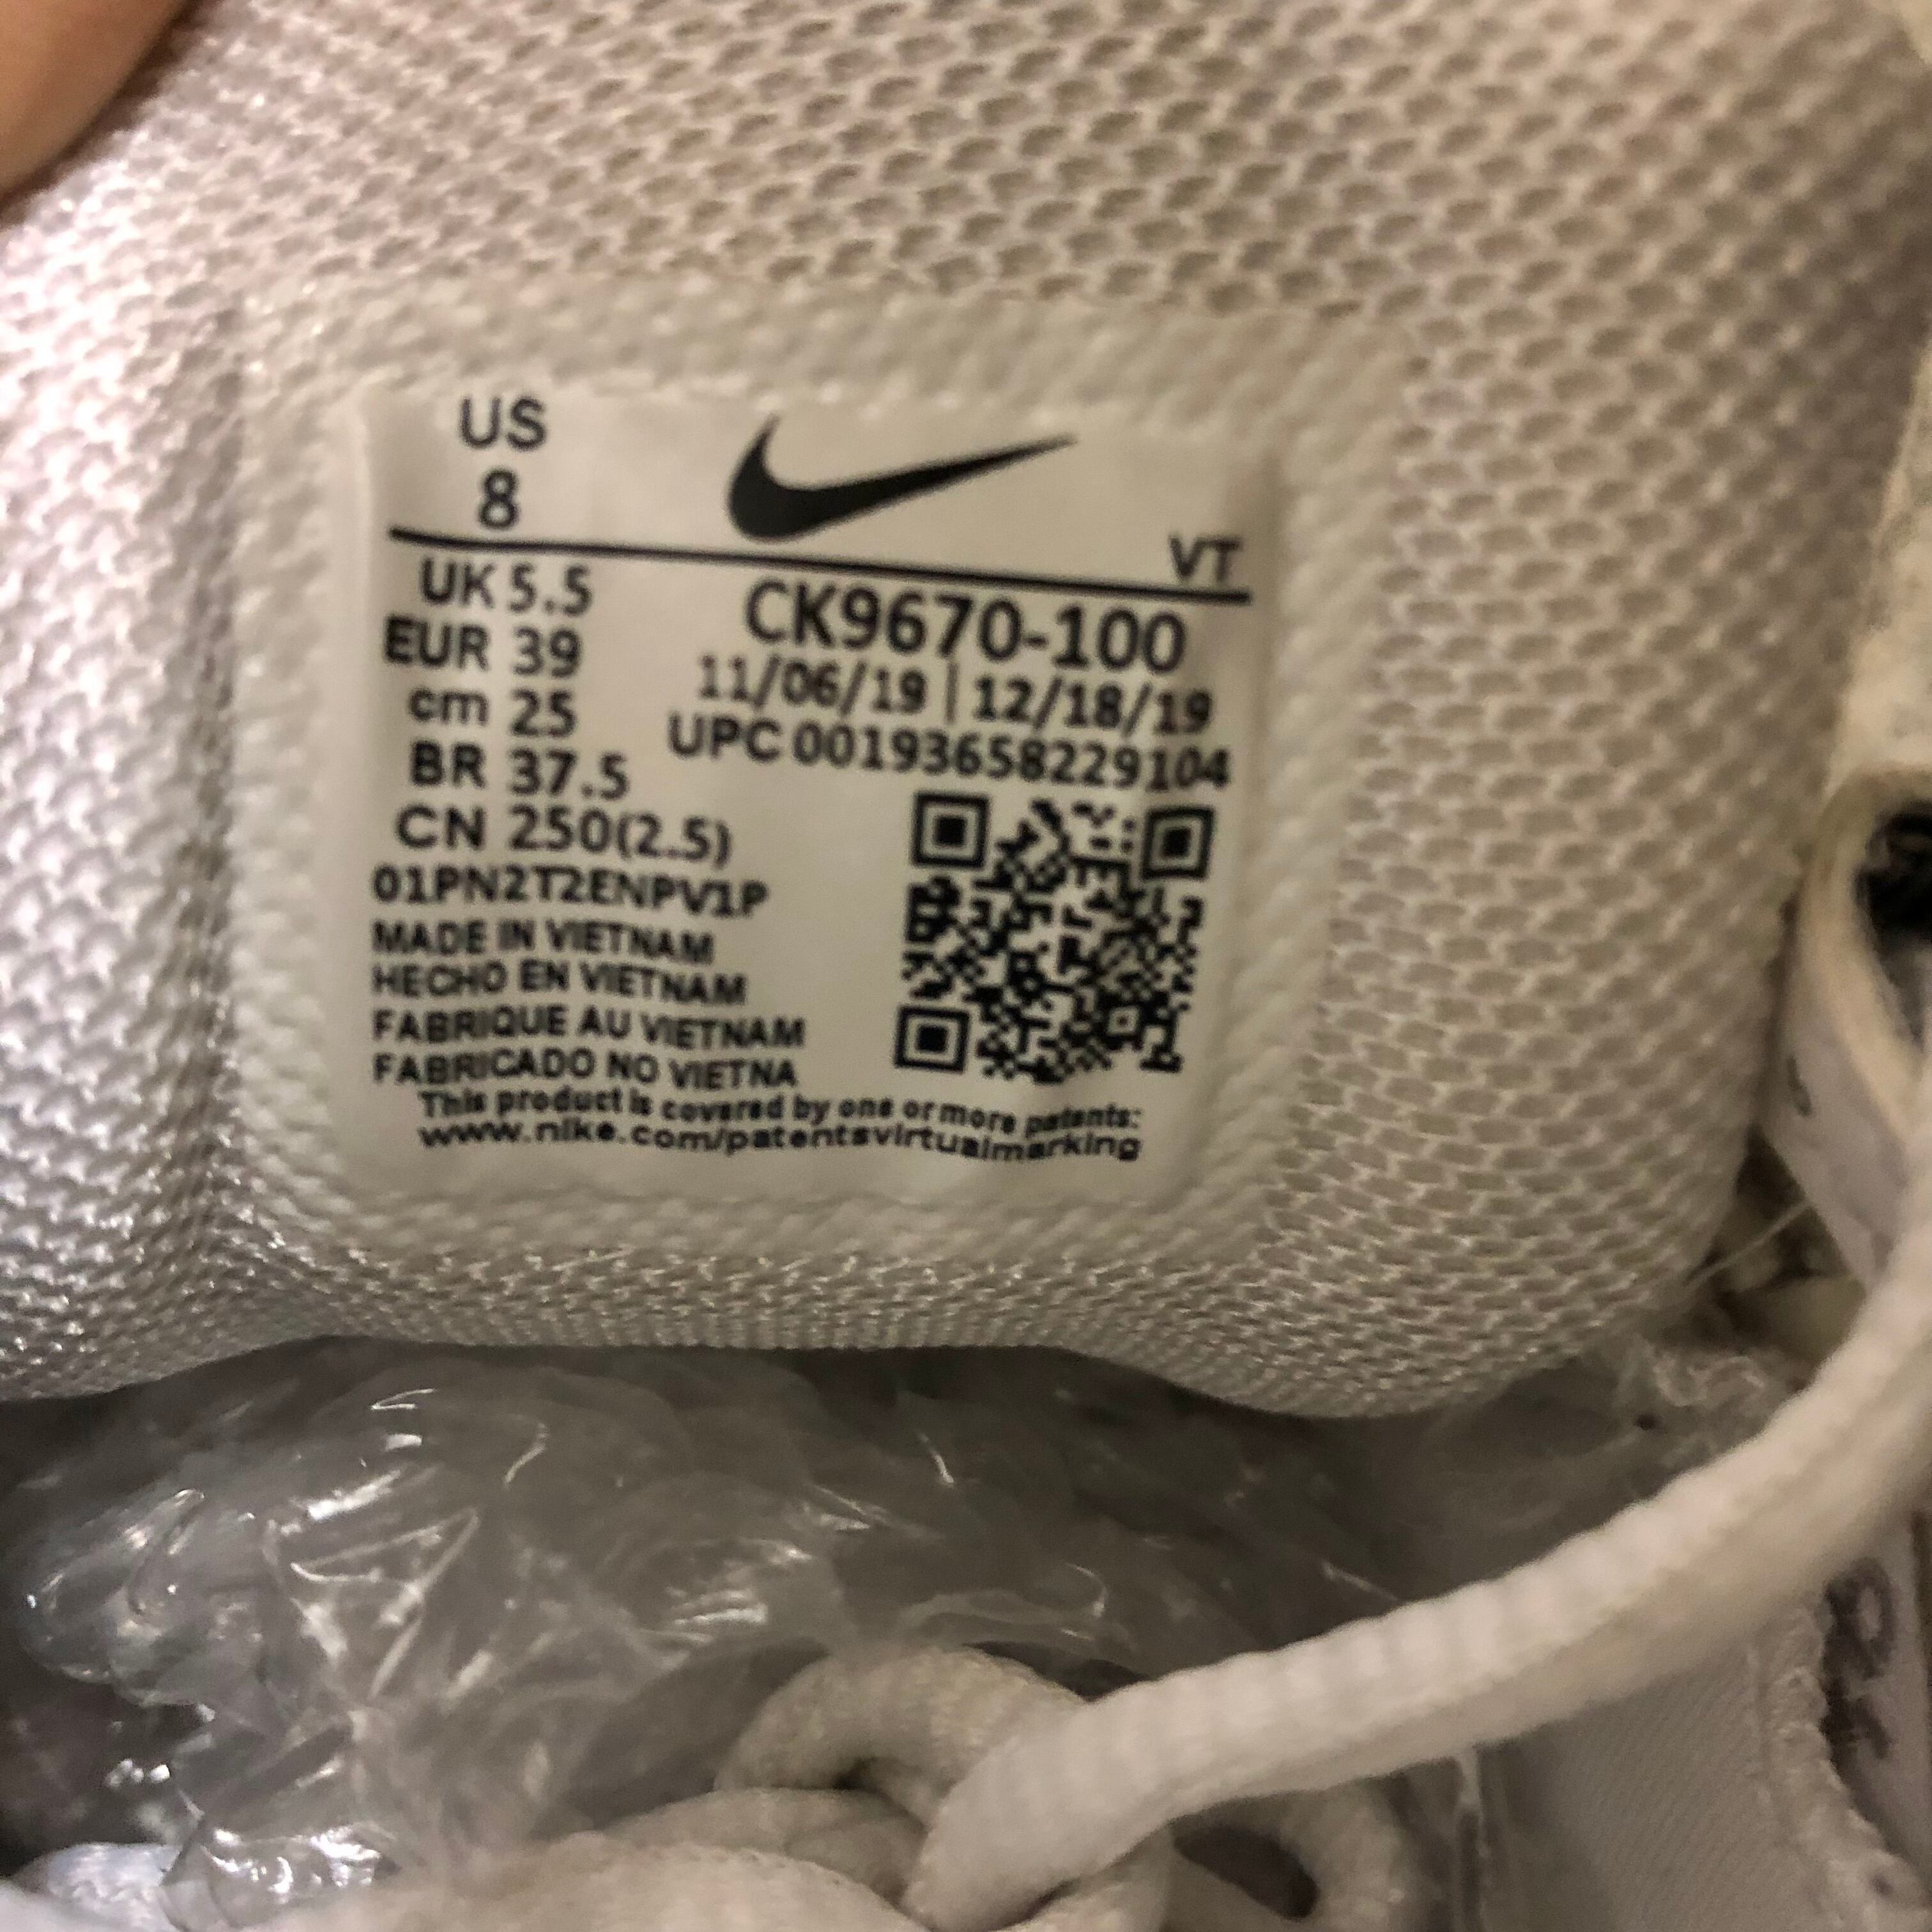 US
8
VT
UK 5.5
CK9670-100
EUR 39
11/06/19 | 12/18/19
cm 25
UPC 00193658229104
BR 37.5
CN 250(2.5)
01PN2T2ENPV1P
MADE IN VIETNAM
HECHO EN VIETNAM
FABRIQUE AU VIETNAM
FABRICADO NO VIETNA
This product is covered by one or more patents:
www.nike.com/patentsvirtualmarking